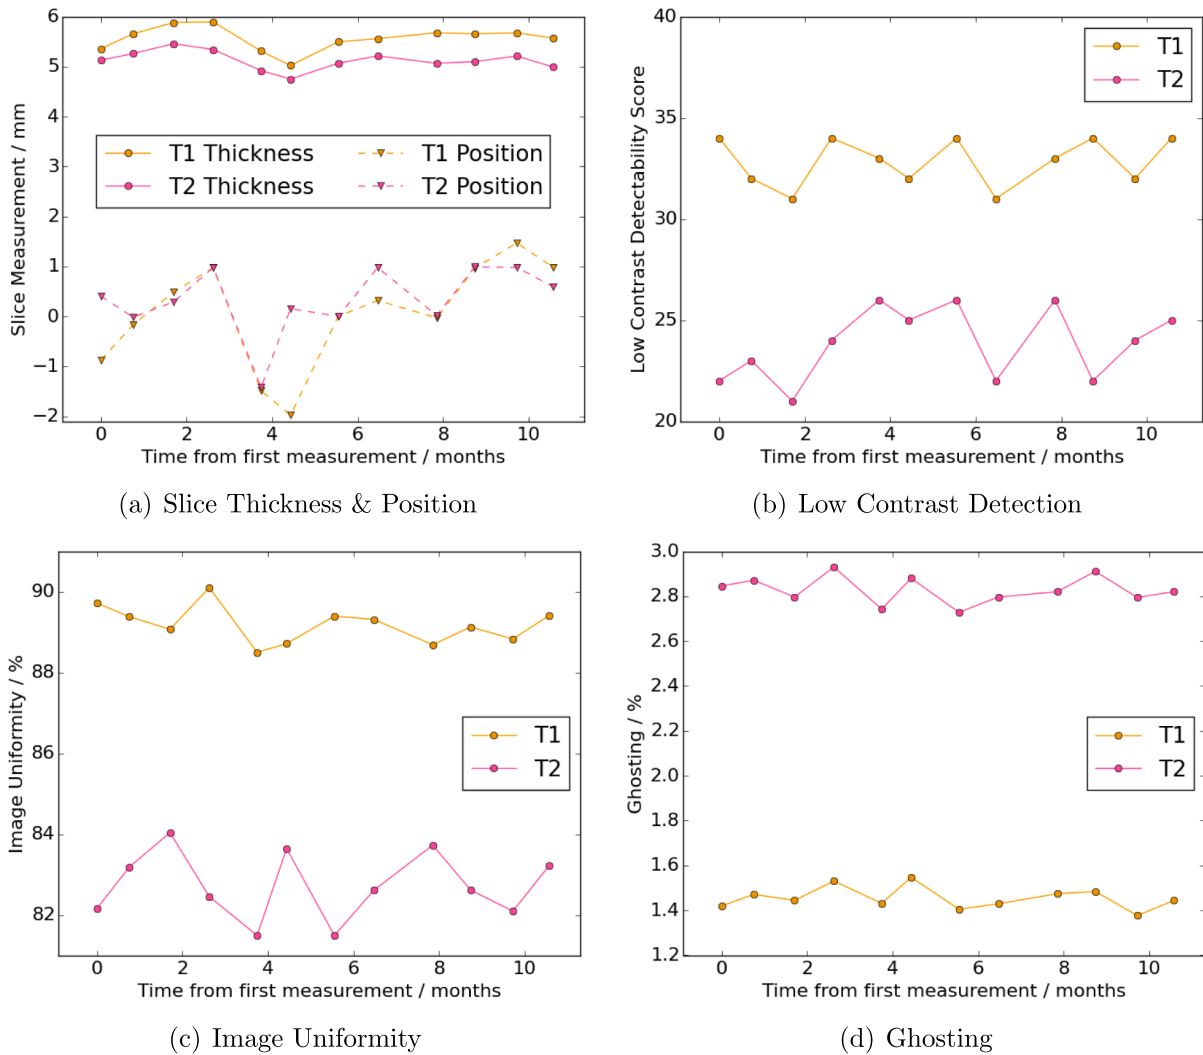 6
5
4
3
2
1
0
−1
−2
Slice Measurement / mm
T1 Thickness
T2 Thickness
T1 Position
T2 Position
0 2 4 6 8 10
Time from first measurement / months
(a) Slice Thickness & Position
40
35
30
25
20
Low Contrast Detectability Score
T1
T2
0 2 4 6 8 10
Time from first measurement / months
(b) Low Contrast Detection
90
88
86
84
82
Image Uniformity / %
T1
T2
0 2 4 6 8 10
Time from first measurement / months
(c) Image Uniformity
3.0
2.8
2.6
2.4
2.2
2.0
1.8
1.6
1.4
1.2
Ghosting / %
T1
T2
0 2 4 6 8 10
Time from first measurement / months
(d) Ghosting